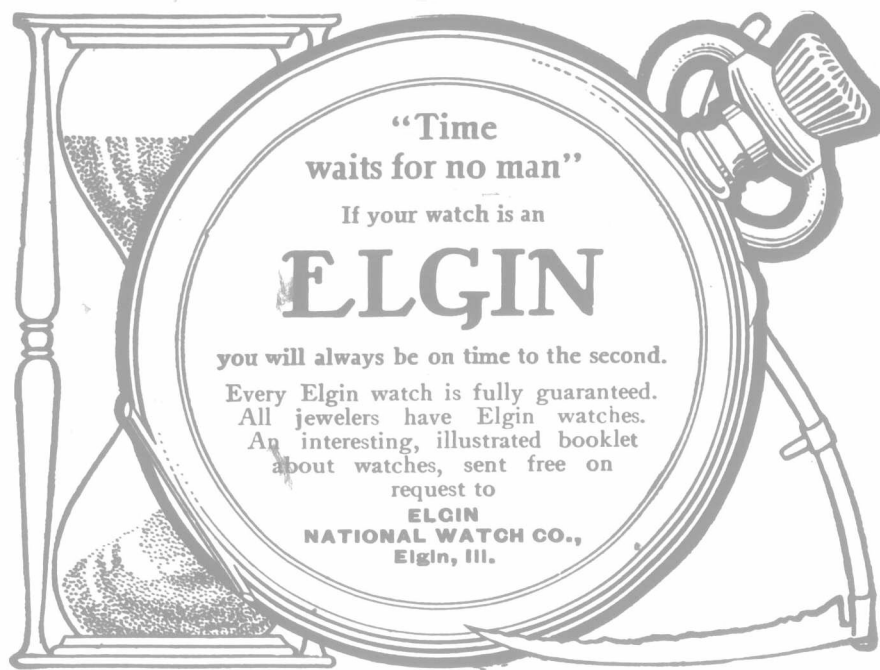 “Time
waits for no man”
If your watch is an
ELGIN
you will always be on time to the second.
Every Elgin watch is fully guaranteed.
All jewelers have Elgin watches.
An interesting, illustrated booklet
about watches, sent free on
request to
ELGIN
NATIONAL WATCH CO.,
Elgin, Ill.